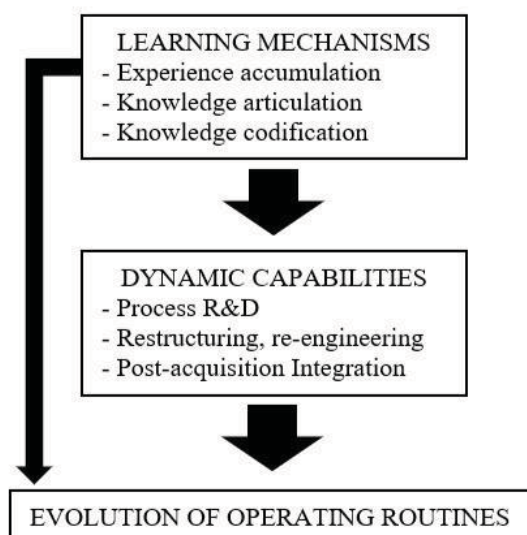 LEARNING MECHANISMS
- Experience accumulation
- Knowledge articulation
- Knowledge codification
DYNAMIC CAPABILITIES
- Process R&D
- Restructuring, re-engineering
- Post-acquisition Integration
EVOLUTION OF OPERATING ROUTINES